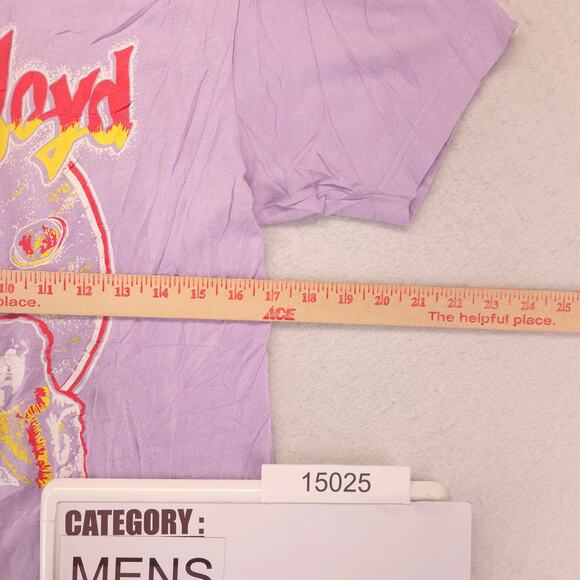 loyd
10 11 12 13 14 15 16 17 18 19 20 21 22 23 24 25
place.
ACE
The helpful place.
15025
CATEGORY :
MENS